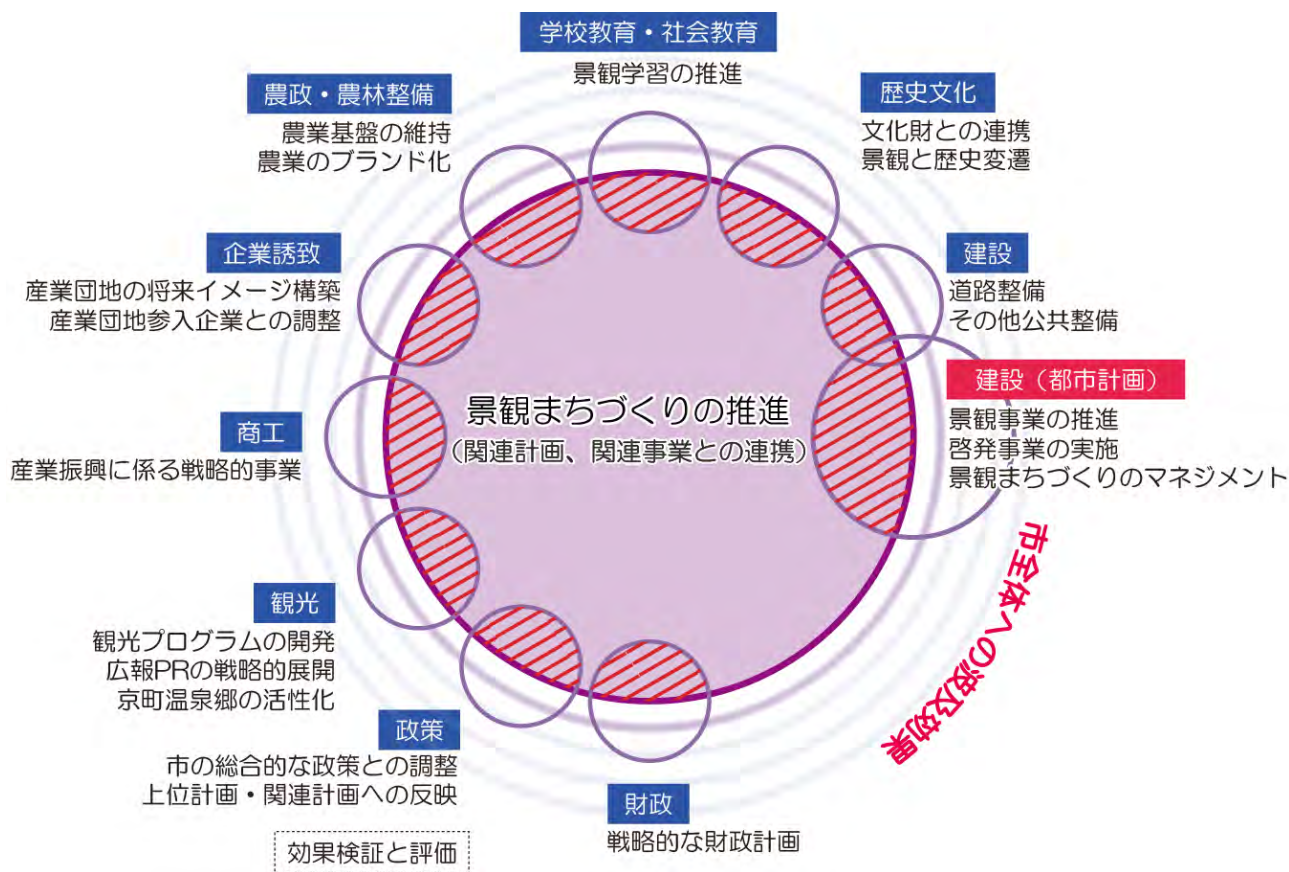 学校教育・社会教育
景観学習の推進
農政・農林整備
農業基盤の維持
農業のブランド化
歴史文化
文化財との連携
景観と歴史変遷
企業誘致
産業団地の将来イメージ構築
産業団地参入企業との調整
建設
道路整備
その他公共整備
建設（都市計画）
景観事業の推進
啓発事業の実施
景観まちづくりのマネジメント
景観まちづくりの推進
（関連計画、関連事業との連携）
商工
産業振興に係る戦略的事業
市全体への波及効果
観光
観光プログラムの開発
広報PRの戦略的展開
京町温泉郷の活性化
政策
市の総合的な政策との調整
上位計画・関連計画への反映
効果検証と評価
財政
戦略的な財政計画